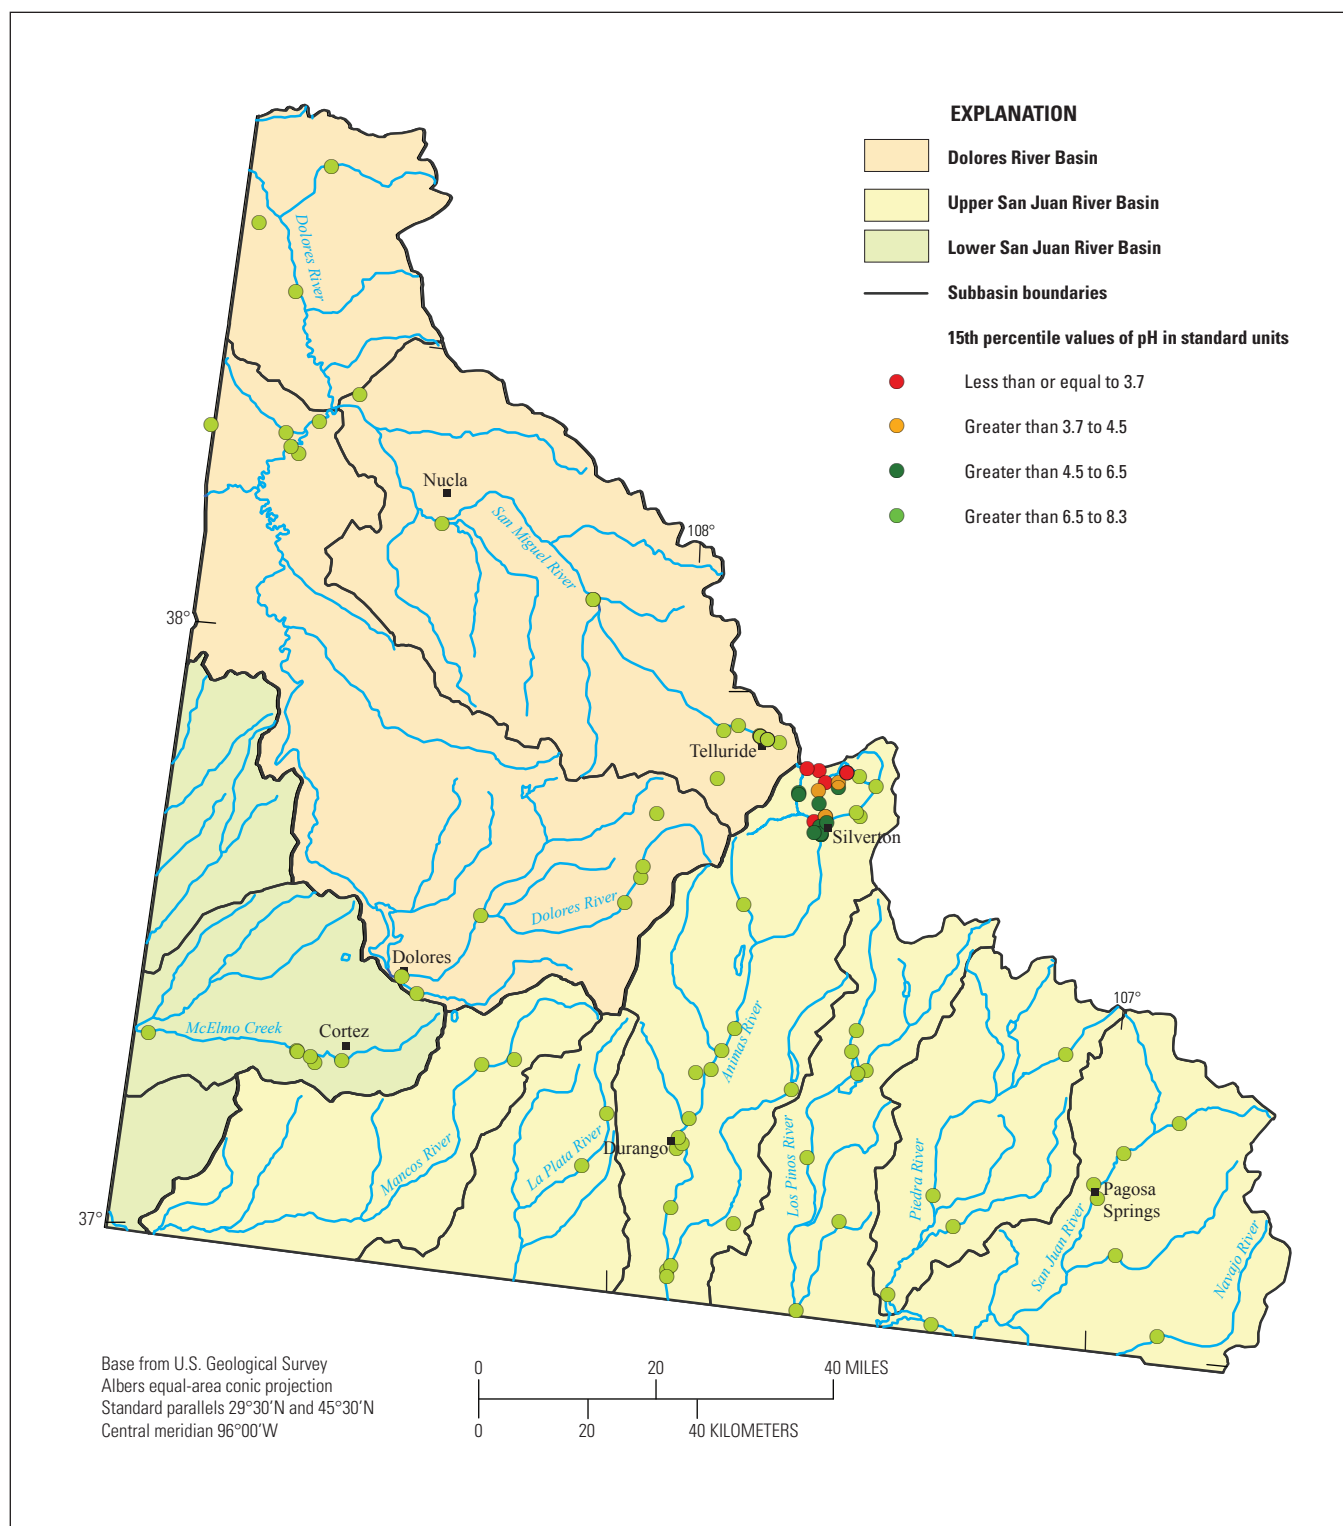 EXPLANATION
Dolores River Basin
Upper San Juan River Basin
Lower San Juan River Basin
Subbasin boundaries
15th percentile values of pH in standard units
Less than or equal to 3.7
Greater than 3.7 to 4.5
Greater than 4.5 to 6.5
Greater than 6.5 to 8.3
Dolores River
Nucla
San Miguel River
108°
38°
Telluride
Silverton
Dolores River
Dolores
107°
McElmo Creek
Cortez
Animas River
Mancos River
La Plata River
Durango
Los Pinos River
Piedra River
Pagosa
Springs
San Juan River
Navajo River
37°
Base from U.S. Geological Survey
Albers equal-area conic projection
Standard parallels 29°30'N and 45°30'N
Central meridian 96°00'W
0 20 40 MILES
0 20 40 KILOMETERS